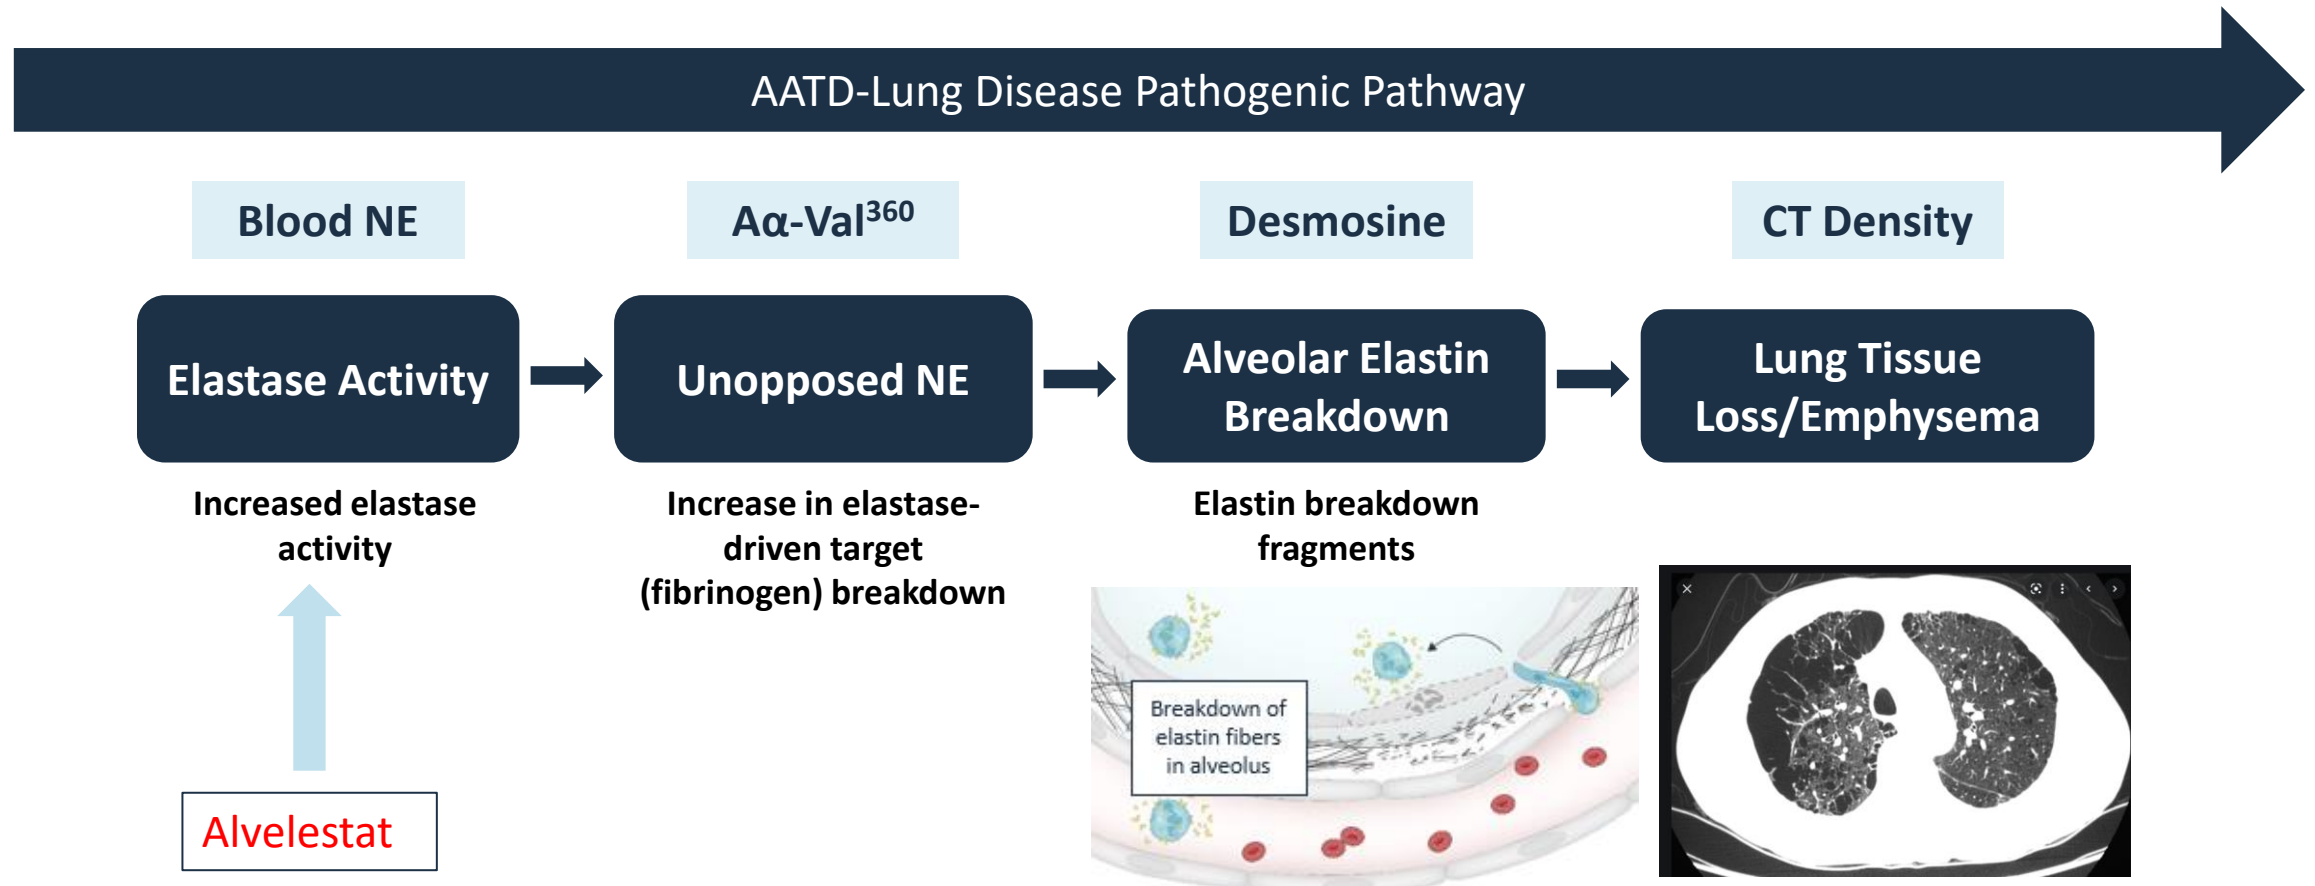 AATD-Lung Disease Pathogenic Pathway
Blood NE
Aα-Val³⁶⁰
Desmosine
CT Density
Elastase Activity
Unopposed NE
Alveolar Elastin
Breakdown
Lung Tissue
Loss/Emphysema
Increased elastase
activity
Increase in elastase-
driven target
(fibrinogen) breakdown
Elastin breakdown
fragments
Breakdown of
elastin fibers
in alveolus
Alvelestat